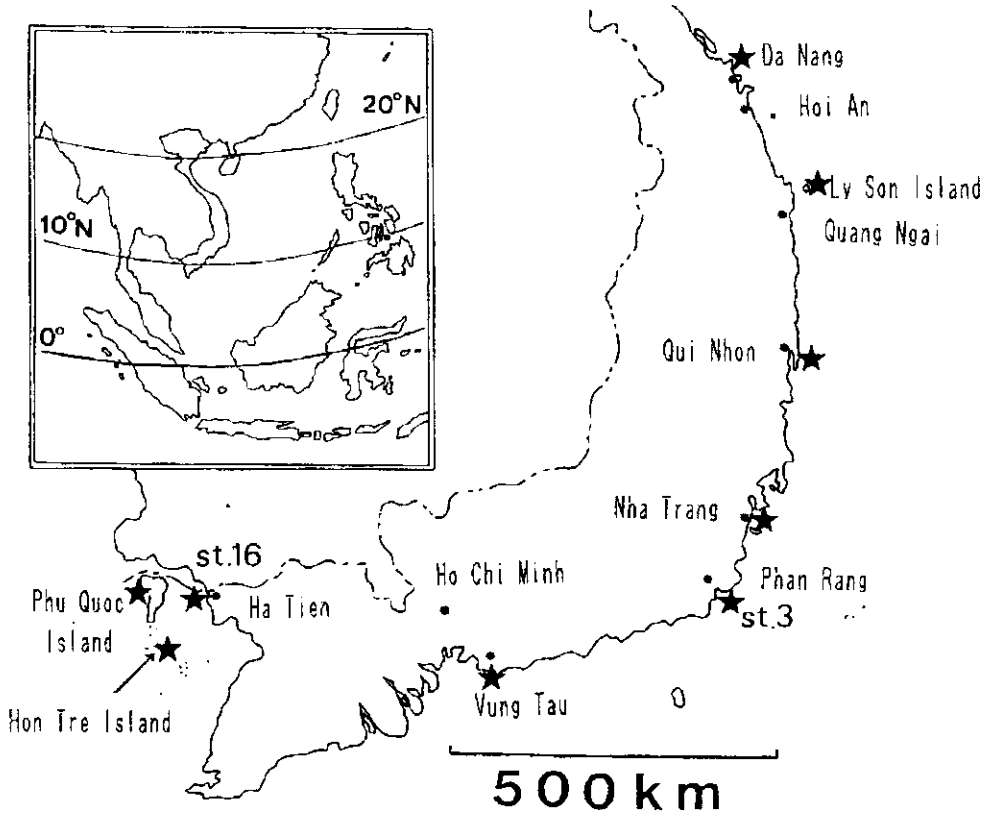 20°N
10°N
0°
Da Nang
Hoi An
Ly Son Island
Quang Ngai
Qui Nhon
Nha Trang
Phan Rang
st.3
st.16
Ho Chi Minh
Ha Tien
Phu Quoc
Island
Hon Tre Island
Vung Tau
500km